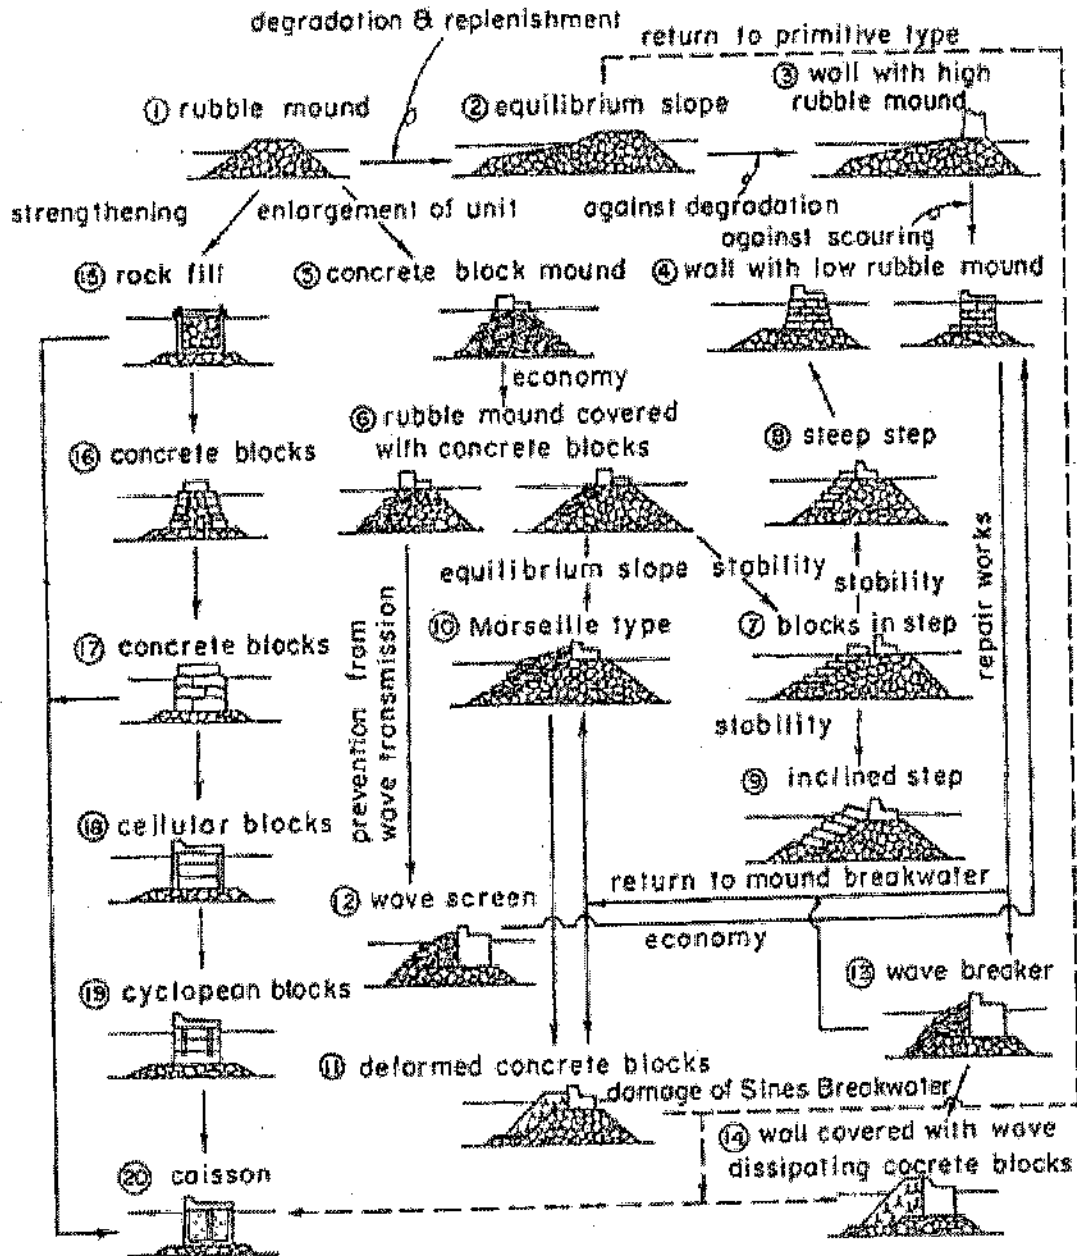 degradation & replenishment
return to primitive type
① rubble mound
② equilibrium slope
③ wall with high
rubble mound
strengthening
enlargement of unit
against degradation
against scouring
⑮ rock fill
⑤ concrete block mound
④ wall with low rubble mound
economy
⑥ rubble mound covered
with concrete blocks
⑧ steep step
⑯ concrete blocks
equilibrium slope
stability
stability
repair works
prevention from
wave transmission
⑩ Marseille type
⑦ blocks in step
⑰ concrete blocks
stability
⑨ inclined step
⑱ cellular blocks
return to mound breakwater
⑫ wave screen
economy
⑬ wave breaker
⑲ cyclopean blocks
⑪ deformed concrete blocks
damage of Sines Breakwater
⑭ wall covered with wave
dissipating cocrete blocks
⑳ caisson